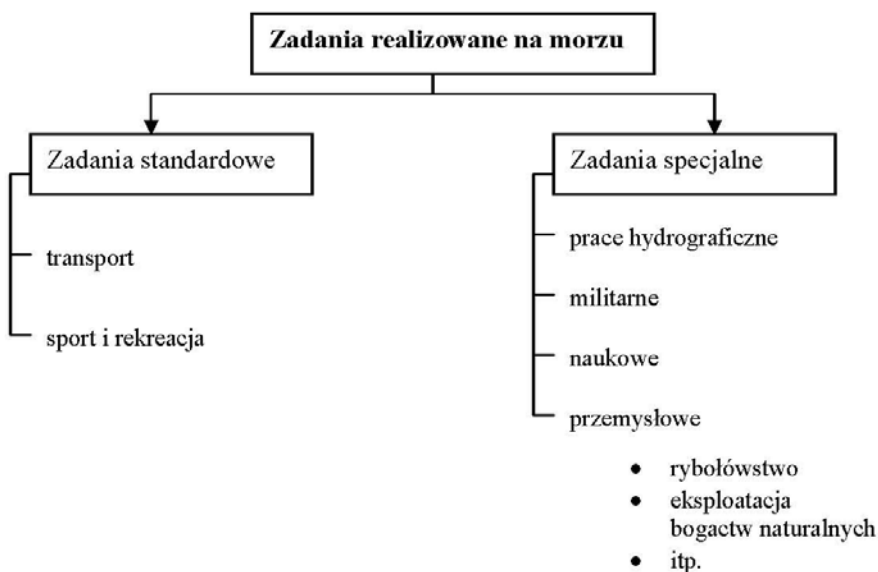 Zadania realizowane na morzu
Zadania standardowe
transport
sport i rekreacja
Zadania specjalne
prace hydrograficzne
militarne
naukowe
przemysłowe
• rybołówstwo
• eksploatacja
bogactw naturalnych
• itp.